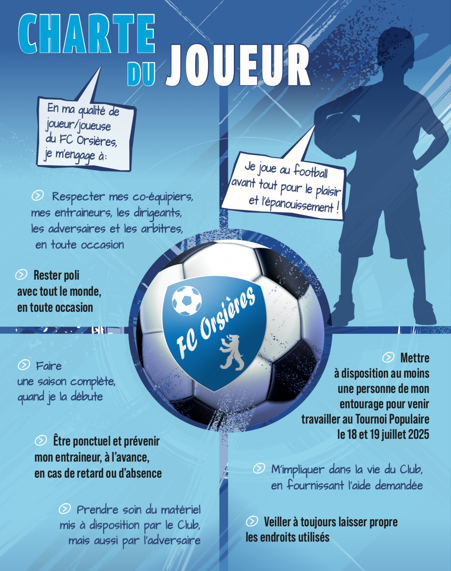 CHARTE
DU JOUEUR
En ma qualité de
joueur/joueuse
du FC Orsières,
je m'engage à:
Je joue au football
avant tout pour le plaisir
et l'épanouissement !
Respecter mes co-équipiers,
mes entraineurs, les dirigeants,
les adversaires et les arbitres,
en toute occasion
Rester poli
avec tout le monde,
en toute occasion
FC Orsières
Faire
une saison complète,
quand je la débute
Être ponctuel et prévenir
mon entraineur, à l'avance,
en cas de retard ou d'absence
Prendre soin du matériel
mis à disposition par le Club,
mais aussi par l'adversaire
Mettre
à disposition au moins
une personne de mon
entourage pour venir
travailler au Tournoi Populaire
le 18 et 19 juillet 2025
M'impliquer dans la vie du Club,
en fournissant l'aide demandée
Veiller à toujours laisser propre
les endroits utilisés